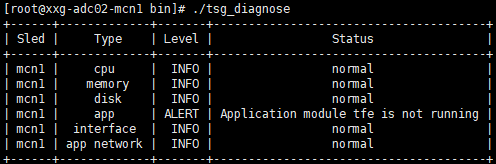 [root@xxg-adc02-mcn1 bin]# ./tsg_diagnose
| Sled | Type | Level | Status |
| mcn1 | cpu | INFO | normal |
| mcn1 | memory | INFO | normal |
| mcn1 | disk | INFO | normal |
| mcn1 | app | ALERT | Application module tfe is not running |
| mcn1 | interface | INFO | normal |
| mcn1 | app network | INFO | normal |